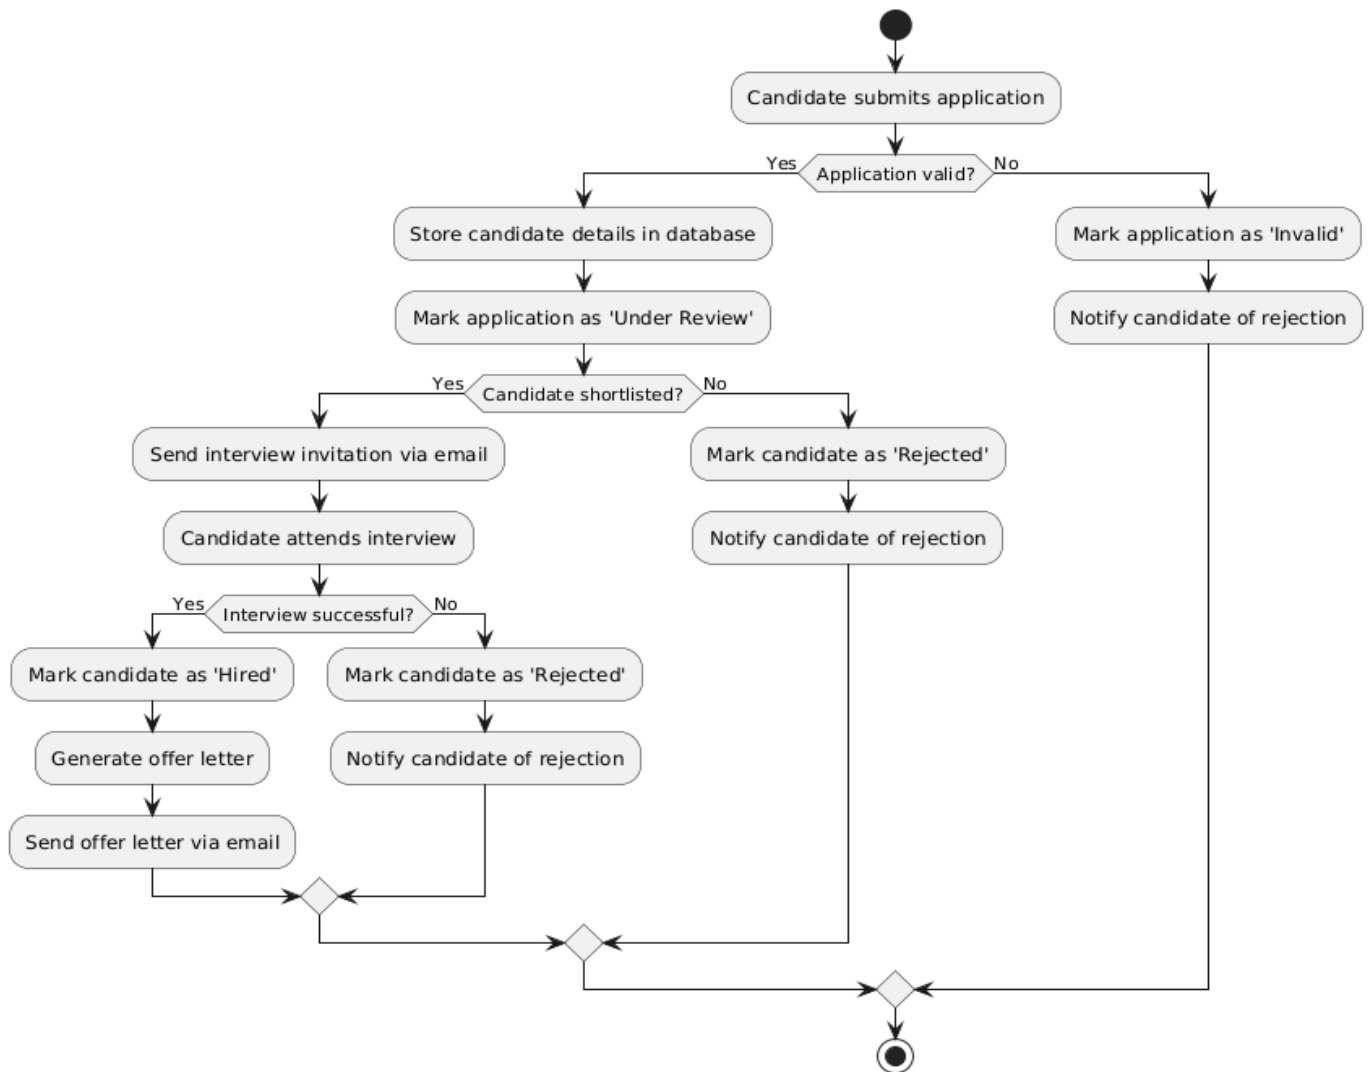 Candidate submits application
Yes
Application valid?
No
Store candidate details in database
Mark application as 'Invalid'
Mark application as 'Under Review'
Notify candidate of rejection
Yes
Candidate shortlisted?
No
Send interview invitation via email
Mark candidate as 'Rejected'
Candidate attends interview
Notify candidate of rejection
Yes
Interview successful?
No
Mark candidate as 'Hired'
Mark candidate as 'Rejected'
Generate offer letter
Notify candidate of rejection
Send offer letter via email